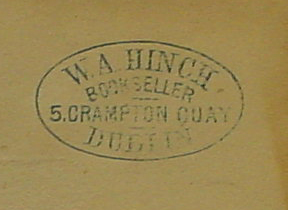 W. A. HINCH
BOOKSELLER
5. CRAMPTON QUAY
DUBLIN